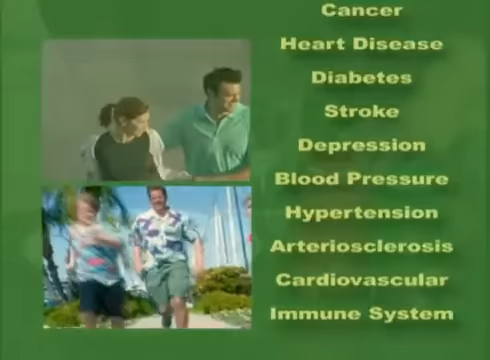 Cancer
Heart Disease
Diabetes
Stroke
Depression
Blood Pressure
Hypertension
Arteriosclerosis
Cardiovascular
Immune System